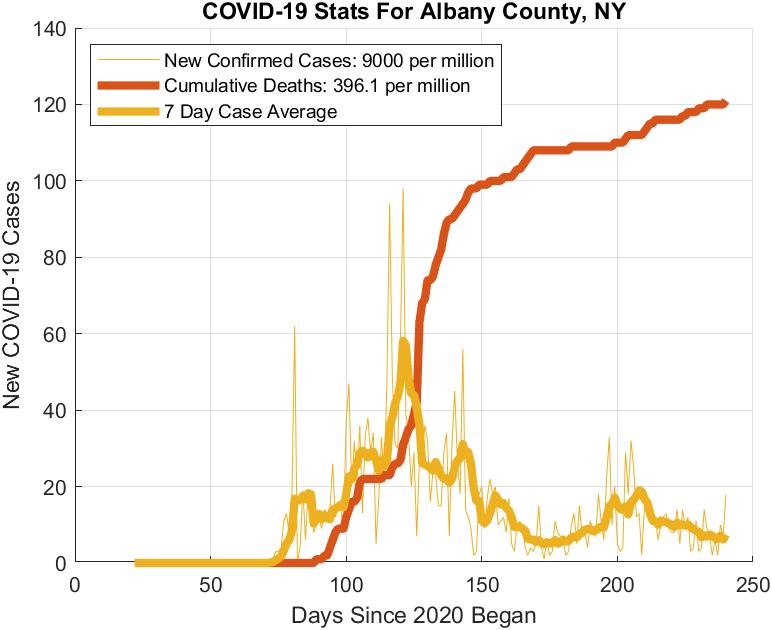 COVID-19 Stats For Albany County, NY
New Confirmed Cases: 9000 per million
Cumulative Deaths: 396.1 per million
7 Day Case Average
New COVID-19 Cases
140
120
100
80
60
40
20
0
0 50 100 150 200 250
Days Since 2020 Began